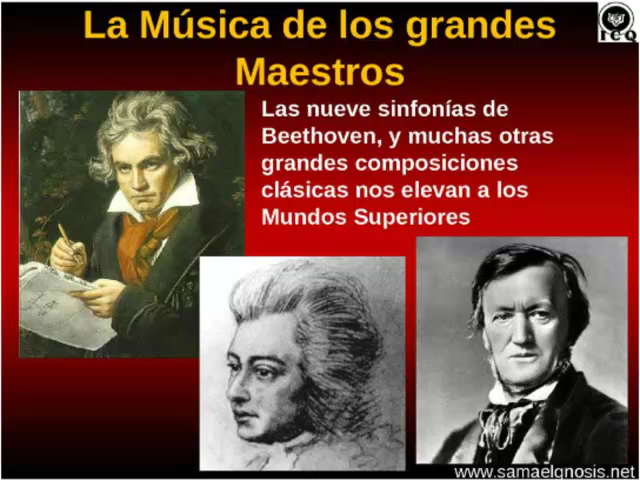 La Música de los grandes
Maestros
I C Q
Las nueve sinfonías de
Beethoven, y muchas otras
grandes composiciones
clásicas nos elevan a los
Mundos Superiores
www.samaelgnosis.net